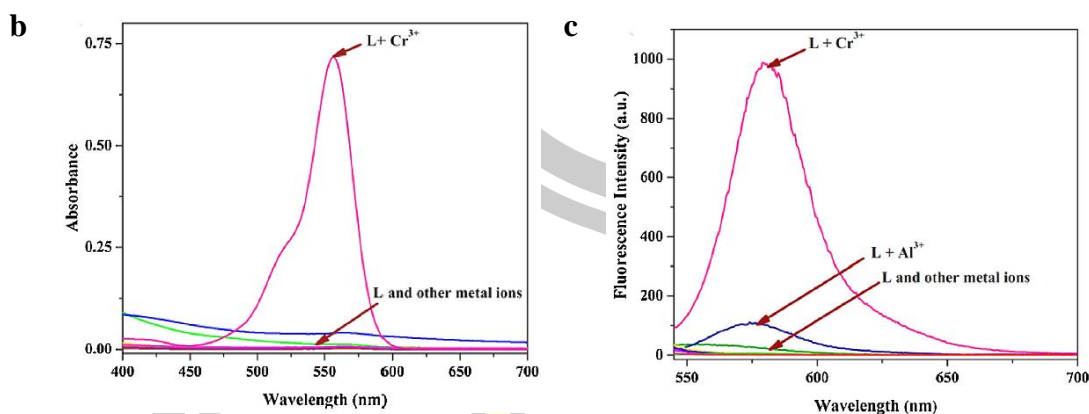 b
0.75
0.50
0.25
0.00
Absorbance
L+ Cr³⁺
L and other metal ions
400 450 500 550 600 650 700
Wavelength (nm)
c
1000
800
600
400
200
0
Fluorescence Intensity (a.u.)
L + Cr³⁺
L + Al³⁺
L and other metal ions
550 600 650 700
Wavelength (nm)